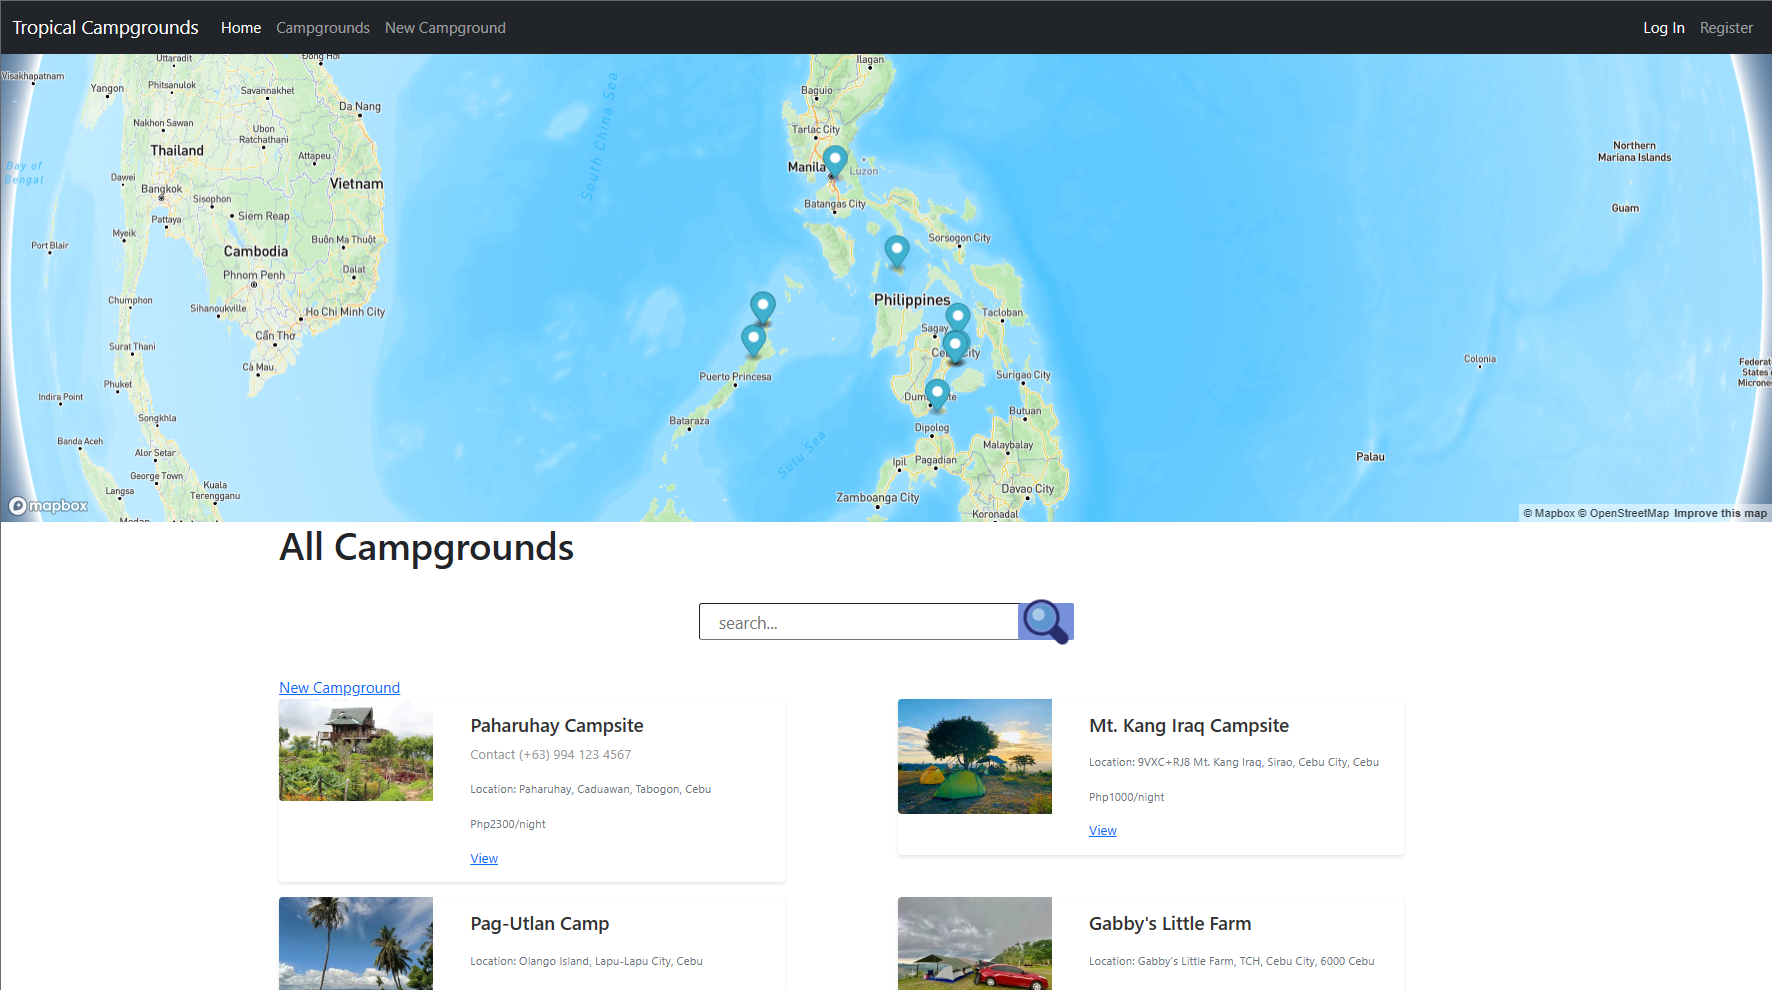 Tropical Campgrounds Home Campgrounds New Campground Log In Register
Uttaradit
Dong Hoi
Ilagan
Visakhapatnam
Yangon
Phitsanulok
Savannakhet
Baguio
Da Nang
Nakhon Sawan
Ubon
Ratchathani
Tarlac City
South China Sea
Thailand
Attapeu
Northern
Mariana Islands
Bay of
Bengal
Manila
Luzon
Dawei
Bangkok
Vietnam
Sisophon
Batangas City
Guam
Pattaya
Siem Reap
Myeik
Port Blair
Buôn Ma Thuột
Sorsogon City
Cambodia
Phnom Penh
Dalat
Chumphon
Sihanoukville
Ho Chi Minh City
Philippines
Tacloban
Cần Thơ
Sagay
Surat Thani
Colonia
Cà Mau
Puerto Princesa
Surigao City
Federat
States o
Micrones
Phuket
Indira Point
Butuan
Songkhla
Bataraza
Dipolog
Banda Aceh
Sulu Sea
Malaybalay
Alor Setar
Ipil
Pagadian
Palau
George Town
Kuala
Terengganu
Langsa
Zamboanga City
Davao City
mapbox
Medan
Koronadal
© Mapbox © OpenStreetMap Improve this map
All Campgrounds
search...
New Campground
Paharuhay Campsite
Contact (+63) 994 123 4567
Location: Paharuhay, Caduawan, Tabogon, Cebu
Php2300/night
View
Mt. Kang Iraq Campsite
Location: 9VXC+RJ8 Mt. Kang Iraq, Sirao, Cebu City, Cebu
Php1000/night
View
Pag-Utlan Camp
Location: Olango Island, Lapu-Lapu City, Cebu
Gabby's Little Farm
Location: Gabby's Little Farm, TCH, Cebu City, 6000 Cebu